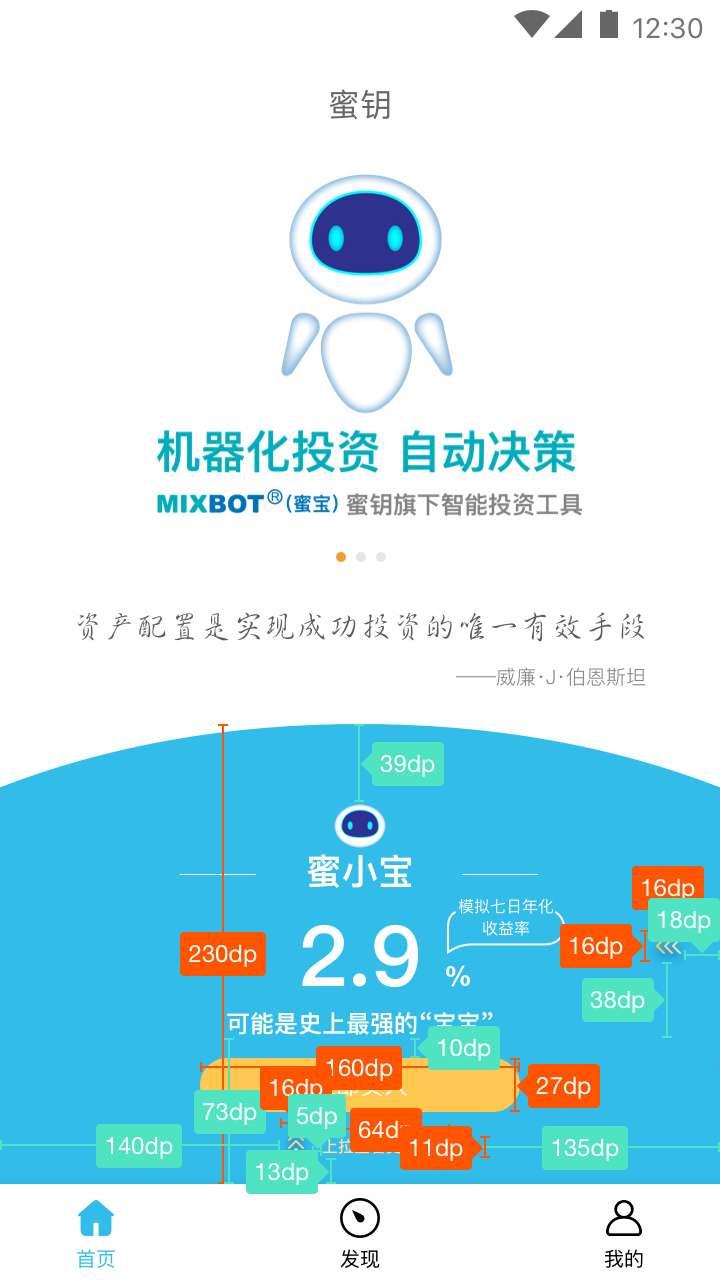 12:30
蜜钥
机器化投资 自动决策
MIXBOT®(蜜宝) 蜜钥旗下智能投资工具
资产配置是实现成功投资的唯一有效手段
——威廉·J·伯恩斯坦
39dp
蜜小宝
16dp
18dp
模拟七日年化
收益率
230dp
16dp
2.9
%
38dp
可能是史上最强的“宝宝”
10dp
160dp
16dp
27dp
73dp
5dp
64dp
140dp
上拉
11dp
135dp
13dp
首页
发现
我的